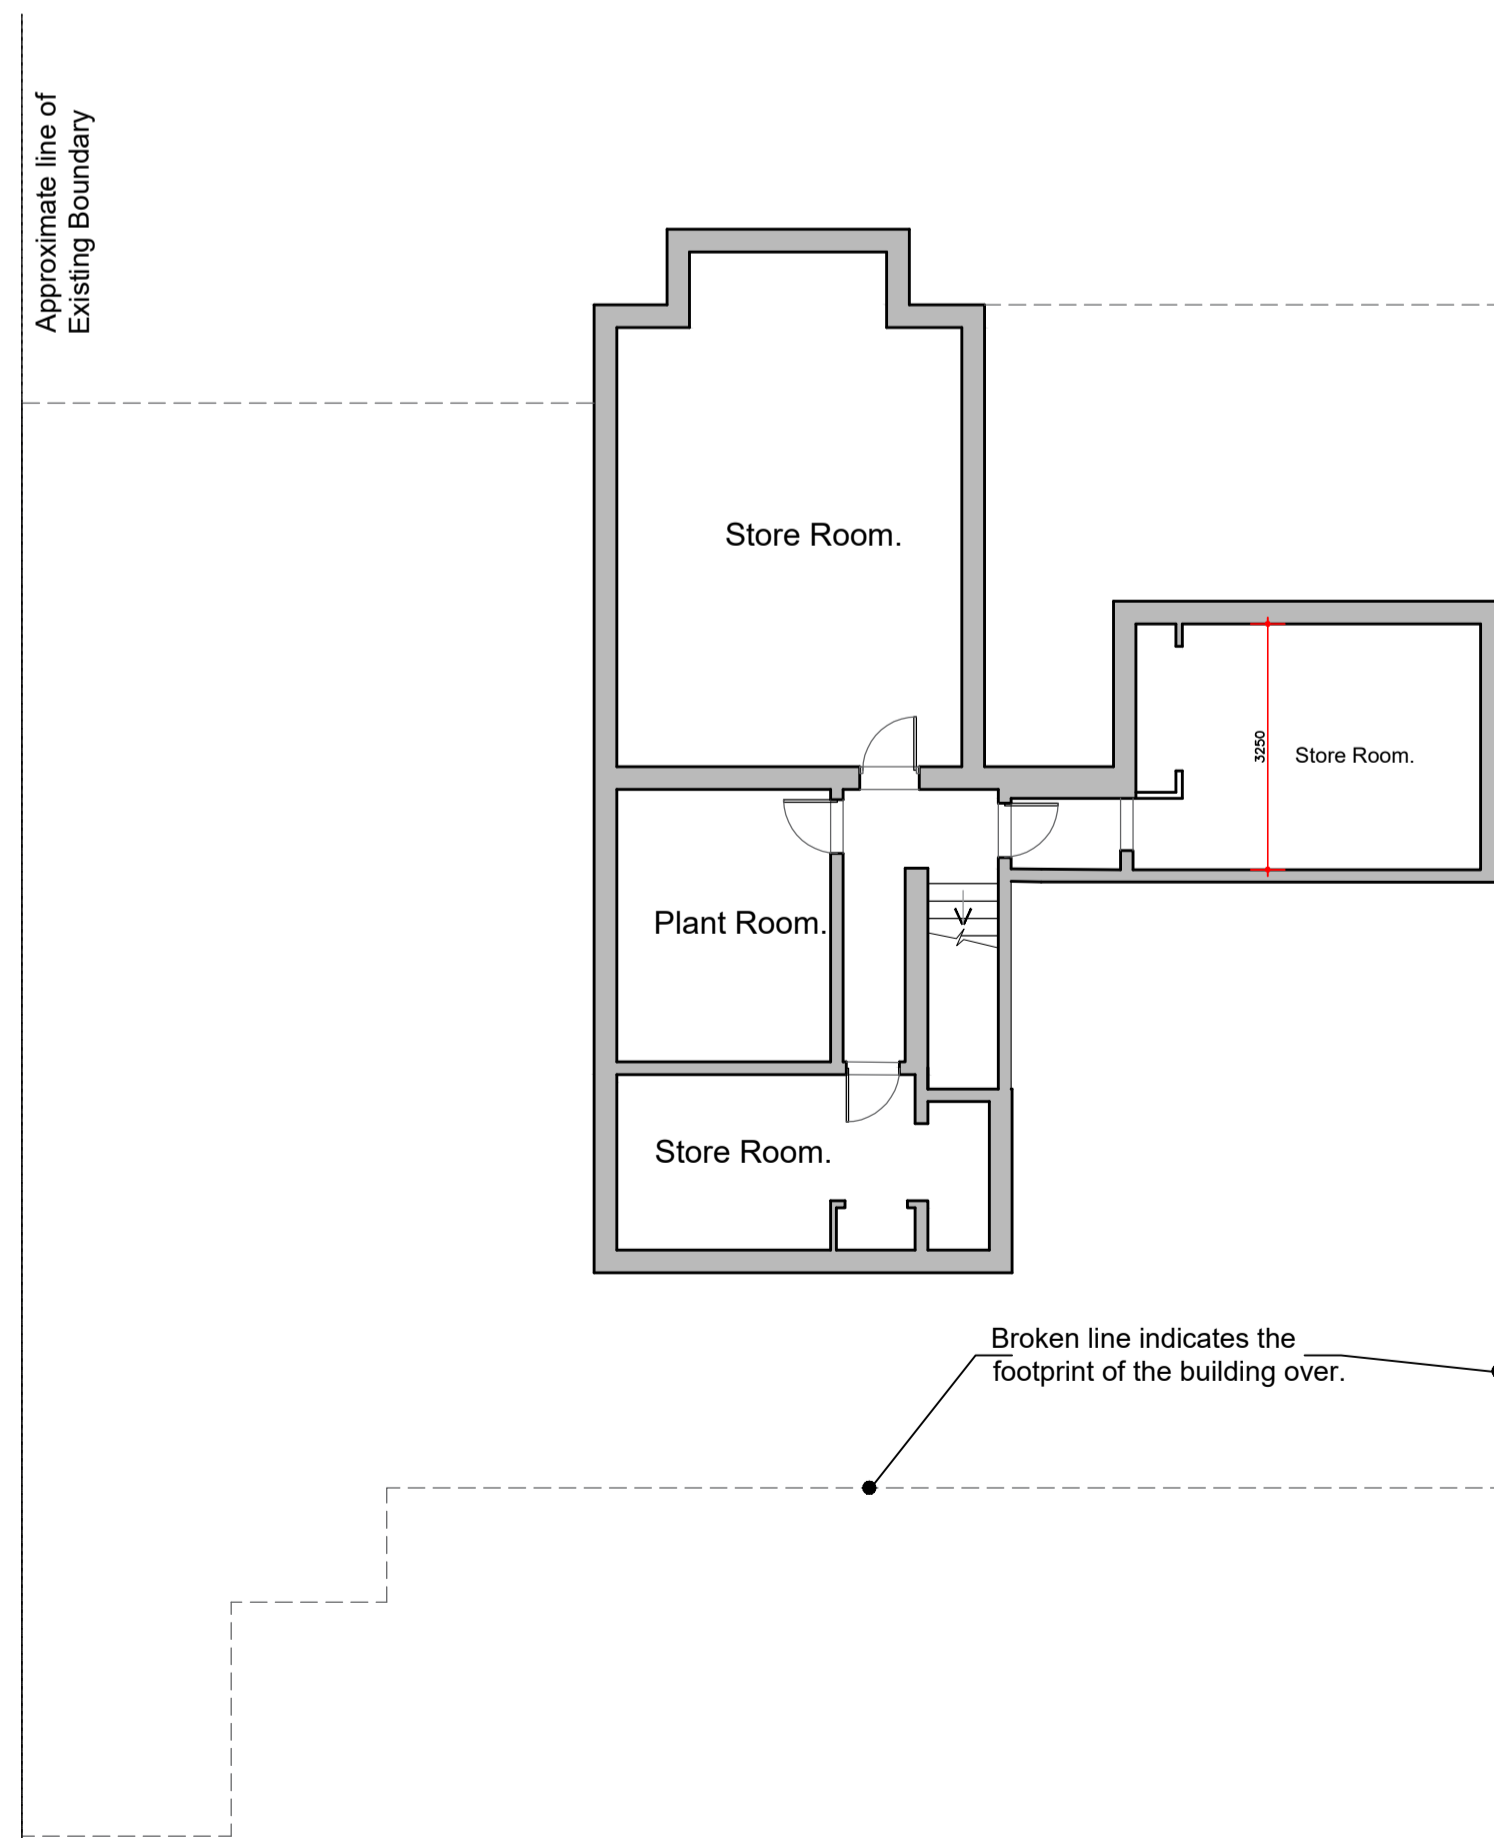 Approximate line of
Existing Boundary
Store Room.
3250
Store Room.
Plant Room.
Store Room.
Broken line indicates the
footprint of the building over.